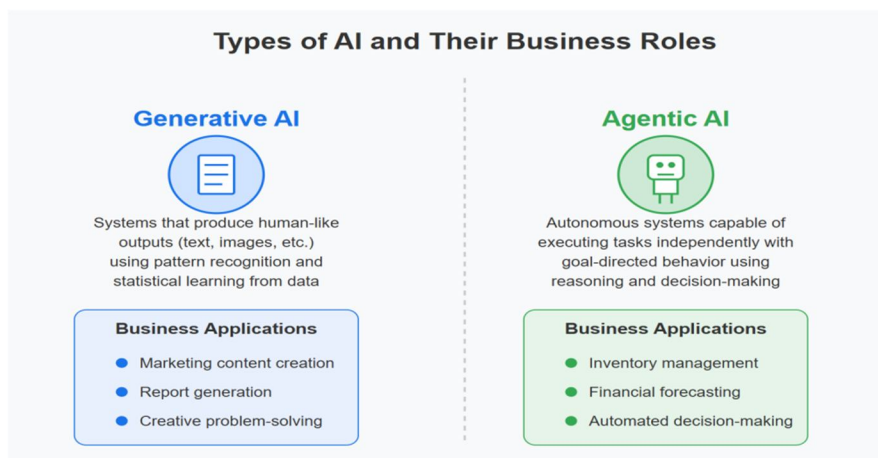 Types of AI and Their Business Roles
Generative AI
Systems that produce human-like
outputs (text, images, etc.)
using pattern recognition and
statistical learning from data
Business Applications
Marketing content creation
Report generation
Creative problem-solving
Agentic AI
Autonomous systems capable of
executing tasks independently with
goal-directed behavior using
reasoning and decision-making
Business Applications
Inventory management
Financial forecasting
Automated decision-making